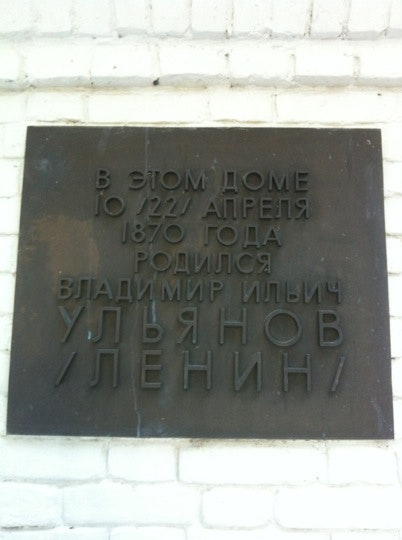 В ЭТОМ ДОМЕ
10 /22/ АПРЕЛЯ
1870 ГОДА
РОДИЛСЯ
ВЛАДИМИР ИЛЬИЧ
УЛЬЯНОВ
/ЛЕНИН/